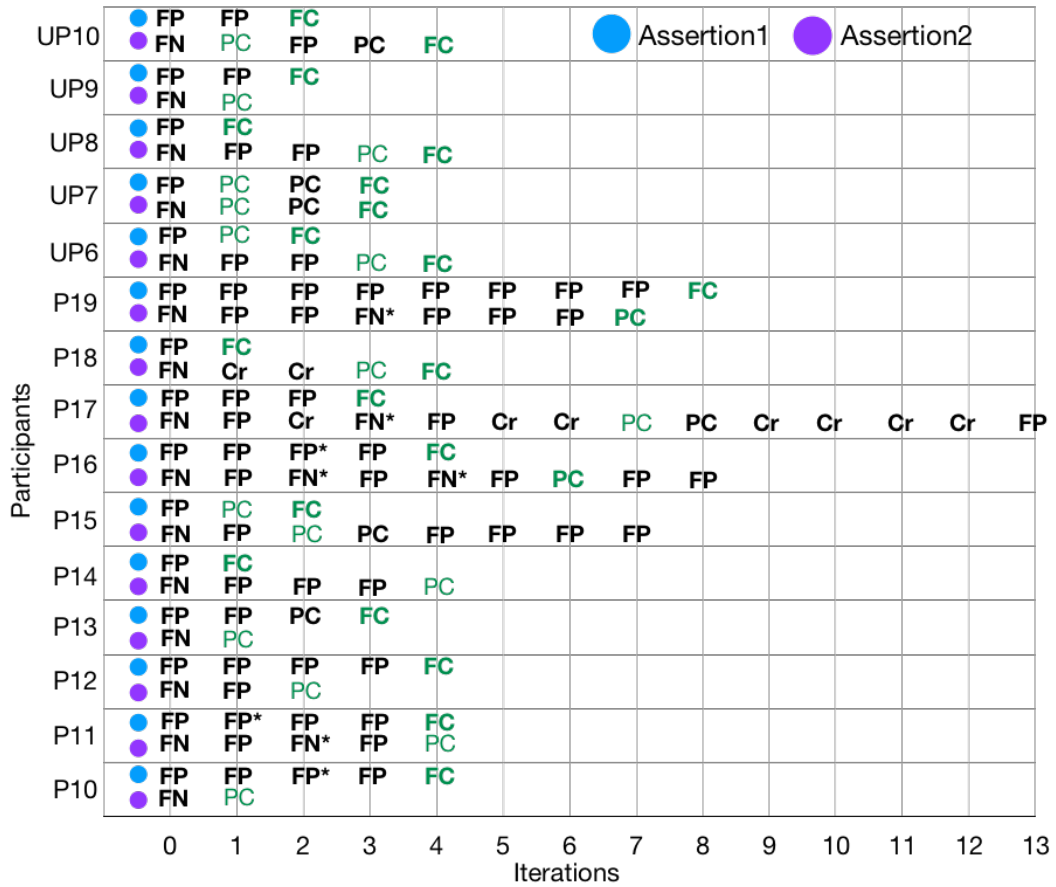 Assertion1 Assertion2
UP10
FP FP FC
FN PC FP PC FC
UP9
FP FP FC
FN PC
UP8
FP FC
FN FP FP PC FC
UP7
FP PC PC FC
FN PC PC FC
UP6
FP PC FC
FN FP FP PC FC
P19
FP FP FP FP FP FP FP FP FC
FN FP FP FN* FP FP FP PC
P18
FP FC
FN Cr Cr PC FC
P17
FP FP FP FC
FN FP Cr FN* FP Cr Cr PC PC Cr Cr Cr Cr FP
P16
FP FP FP* FP FC
FN FP FN* FP FN* FP PC FP FP
P15
FP PC FC
FN FP PC PC FP FP FP FP
P14
FP FC
FN FP FP FP PC
P13
FP FP PC FC
FN PC
P12
FP FP FP FP FC
FN FP PC
P11
FP FP* FP FP FC
FN FP FN* FP PC
P10
FP FP FP* FP FC
FN PC
0 1 2 3 4 5 6 7 8 9 10 11 12 13
Iterations
Participants